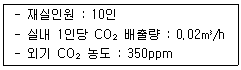 - 재실인원 : 10인
- 실내 1인당 CO₂ 배출량 : 0.02㎥/h
- 외기 CO₂ 농도 : 350ppm